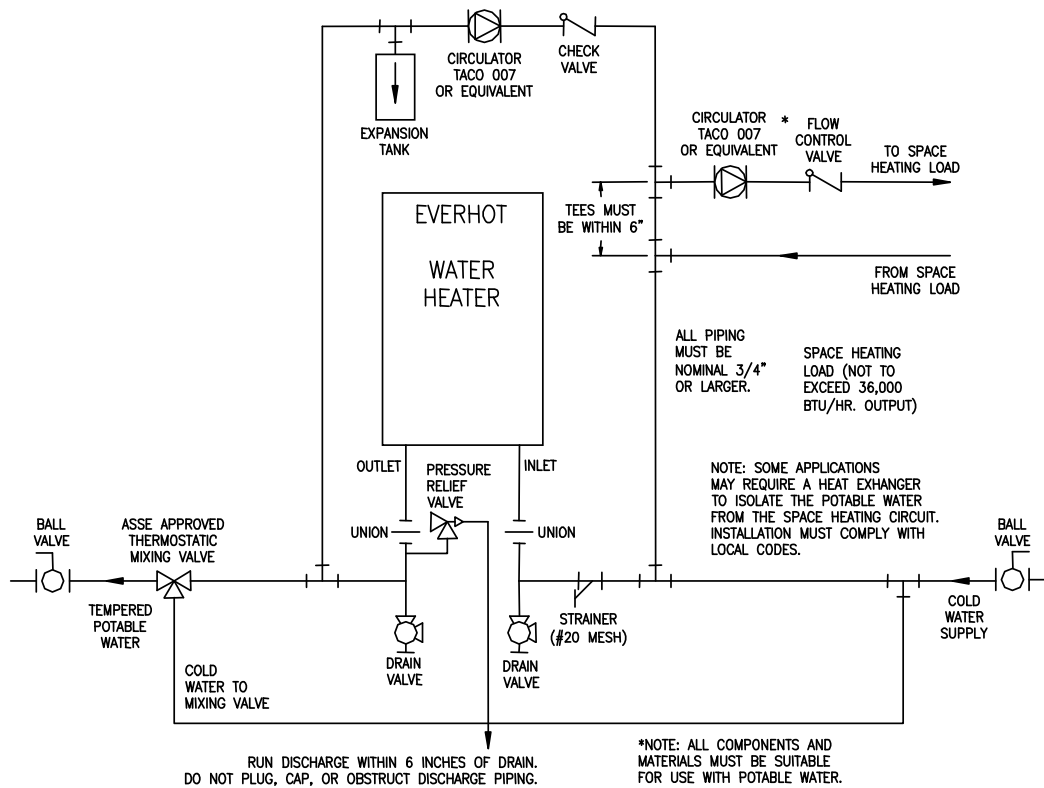 CIRCULATOR
TACO 007
OR EQUIVALENT
CHECK
VALVE
EXPANSION
TANK
CIRCULATOR *
TACO 007
OR EQUIVALENT
FLOW
CONTROL
VALVE
TO SPACE
HEATING LOAD
TEES MUST
BE WITHIN 6"
FROM SPACE
HEATING LOAD
EVERHOT
WATER
HEATER
ALL PIPING
MUST BE
NOMINAL 3/4"
OR LARGER.
SPACE HEATING
LOAD (NOT TO
EXCEED 36,000
BTU/HR. OUTPUT)
OUTLET
INLET
PRESSURE
RELIEF
VALVE
UNION
UNION
NOTE: SOME APPLICATIONS
MAY REQUIRE A HEAT EXHANGER
TO ISOLATE THE POTABLE WATER
FROM THE SPACE HEATING CIRCUIT.
INSTALLATION MUST COMPLY WITH
LOCAL CODES.
BALL
VALVE
ASSE APPROVED
THERMOSTATIC
MIXING VALVE
BALL
VALVE
TEMPERED
POTABLE
WATER
STRAINER
(#20 MESH)
COLD
WATER
SUPPLY
DRAIN
VALVE
DRAIN
VALVE
COLD
WATER TO
MIXING VALVE
RUN DISCHARGE WITHIN 6 INCHES OF DRAIN.
DO NOT PLUG, CAP, OR OBSTRUCT DISCHARGE PIPING.
*NOTE: ALL COMPONENTS AND
MATERIALS MUST BE SUITABLE
FOR USE WITH POTABLE WATER.